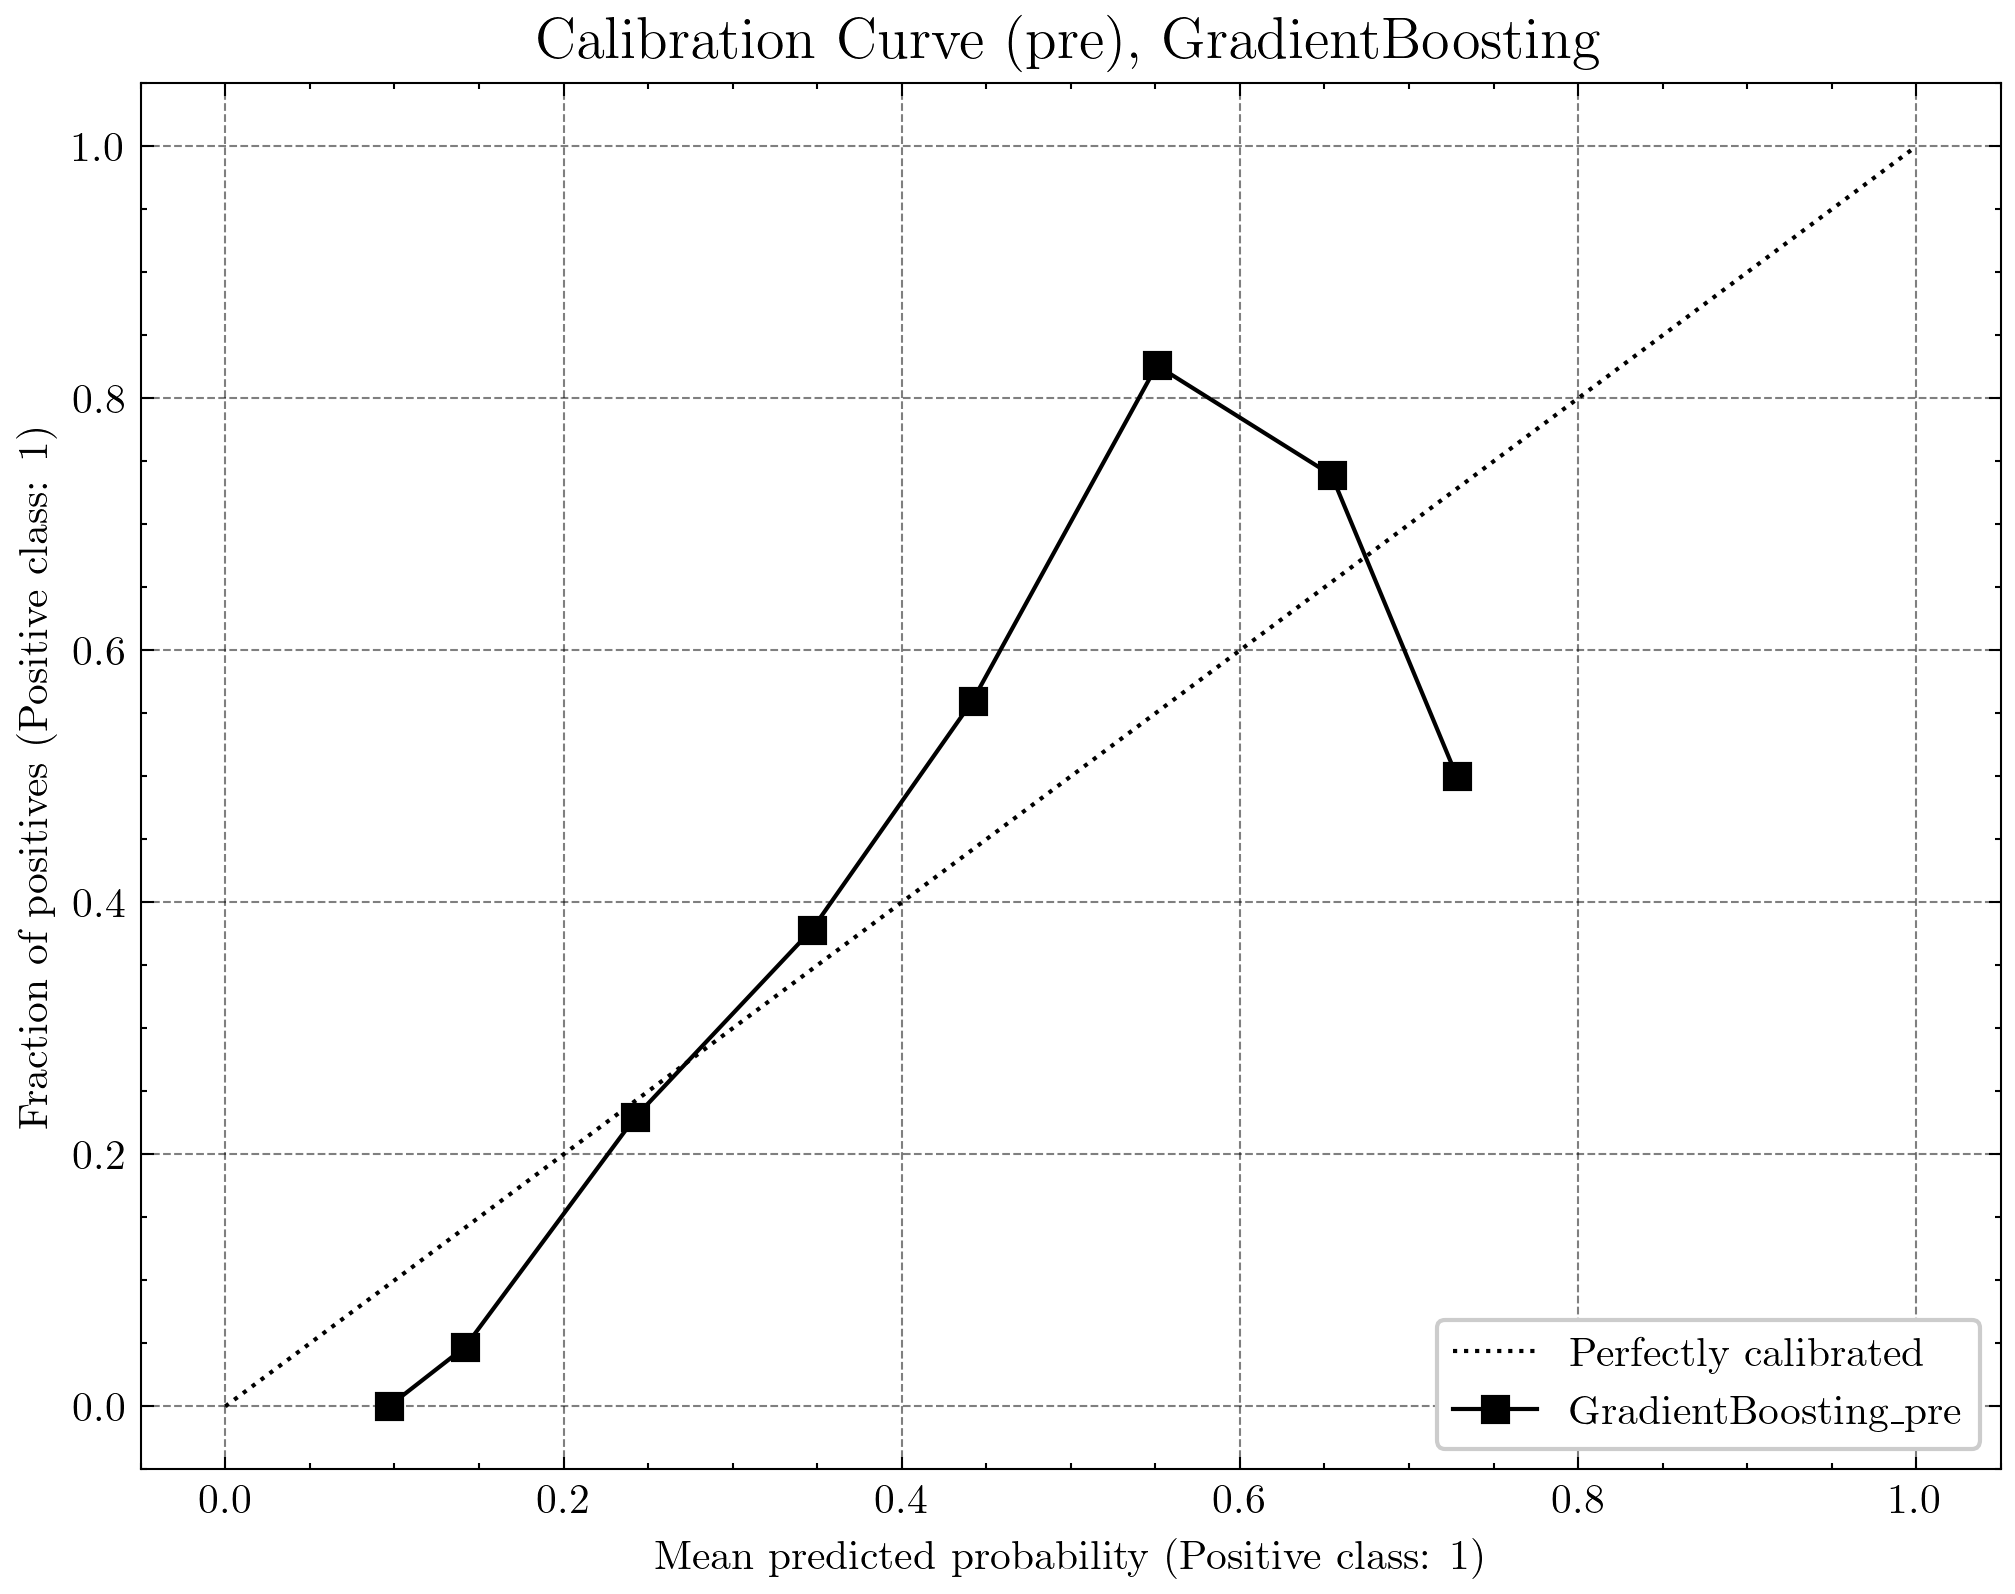 Calibration Curve (pre), GradientBoosting
Fraction of positives (Positive class: 1)
1.0
0.8
0.6
0.4
0.2
0.0
0.0 0.2 0.4 0.6 0.8 1.0
Mean predicted probability (Positive class: 1)
Perfectly calibrated
GradientBoosting_pre